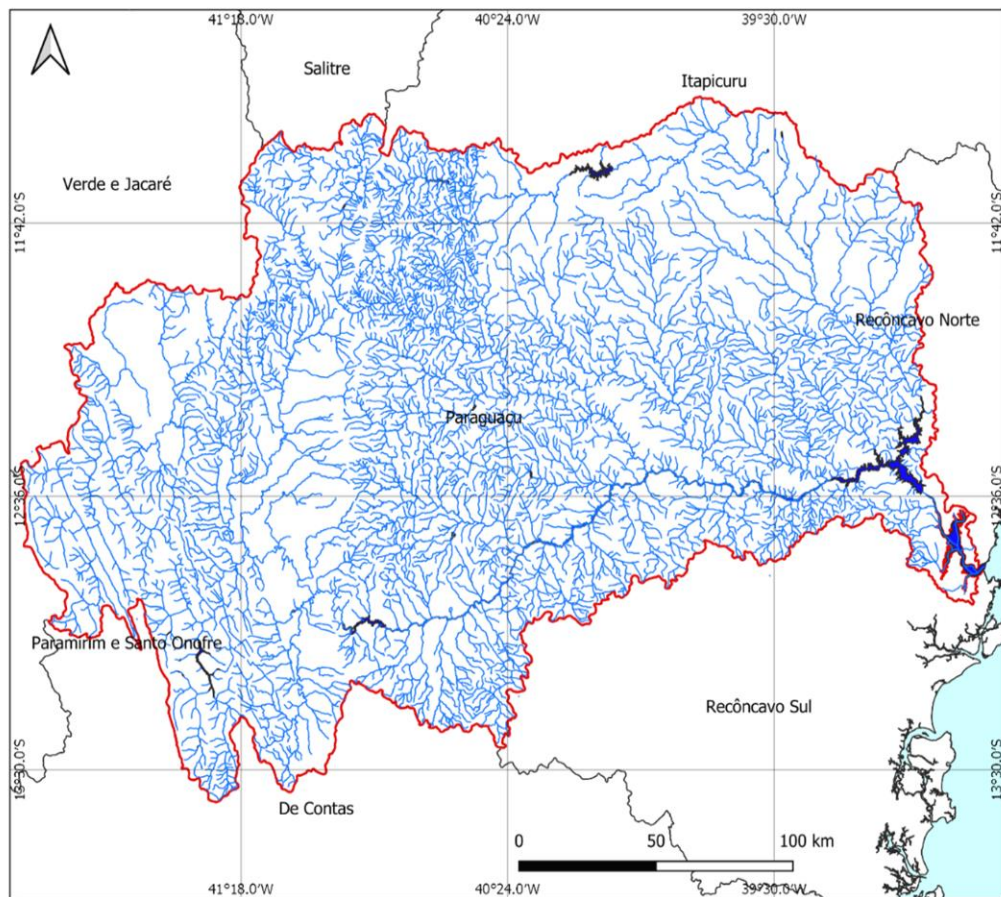 41°18.0'W 40°24.0'W 39°30.0'W
Salitre
Itapicuru
Verde e Jacaré
11°42.0'S 11°42.0'S
Recôncavo Norte
Paraguaçu
12°36.0'S 12°36.0'S
Paramirim e Santo Onofre
Recôncavo Sul
13°30.0'S 13°30.0'S
De Contas
0 50 100 km
41°18.0'W 40°24.0'W 39°30.0'W